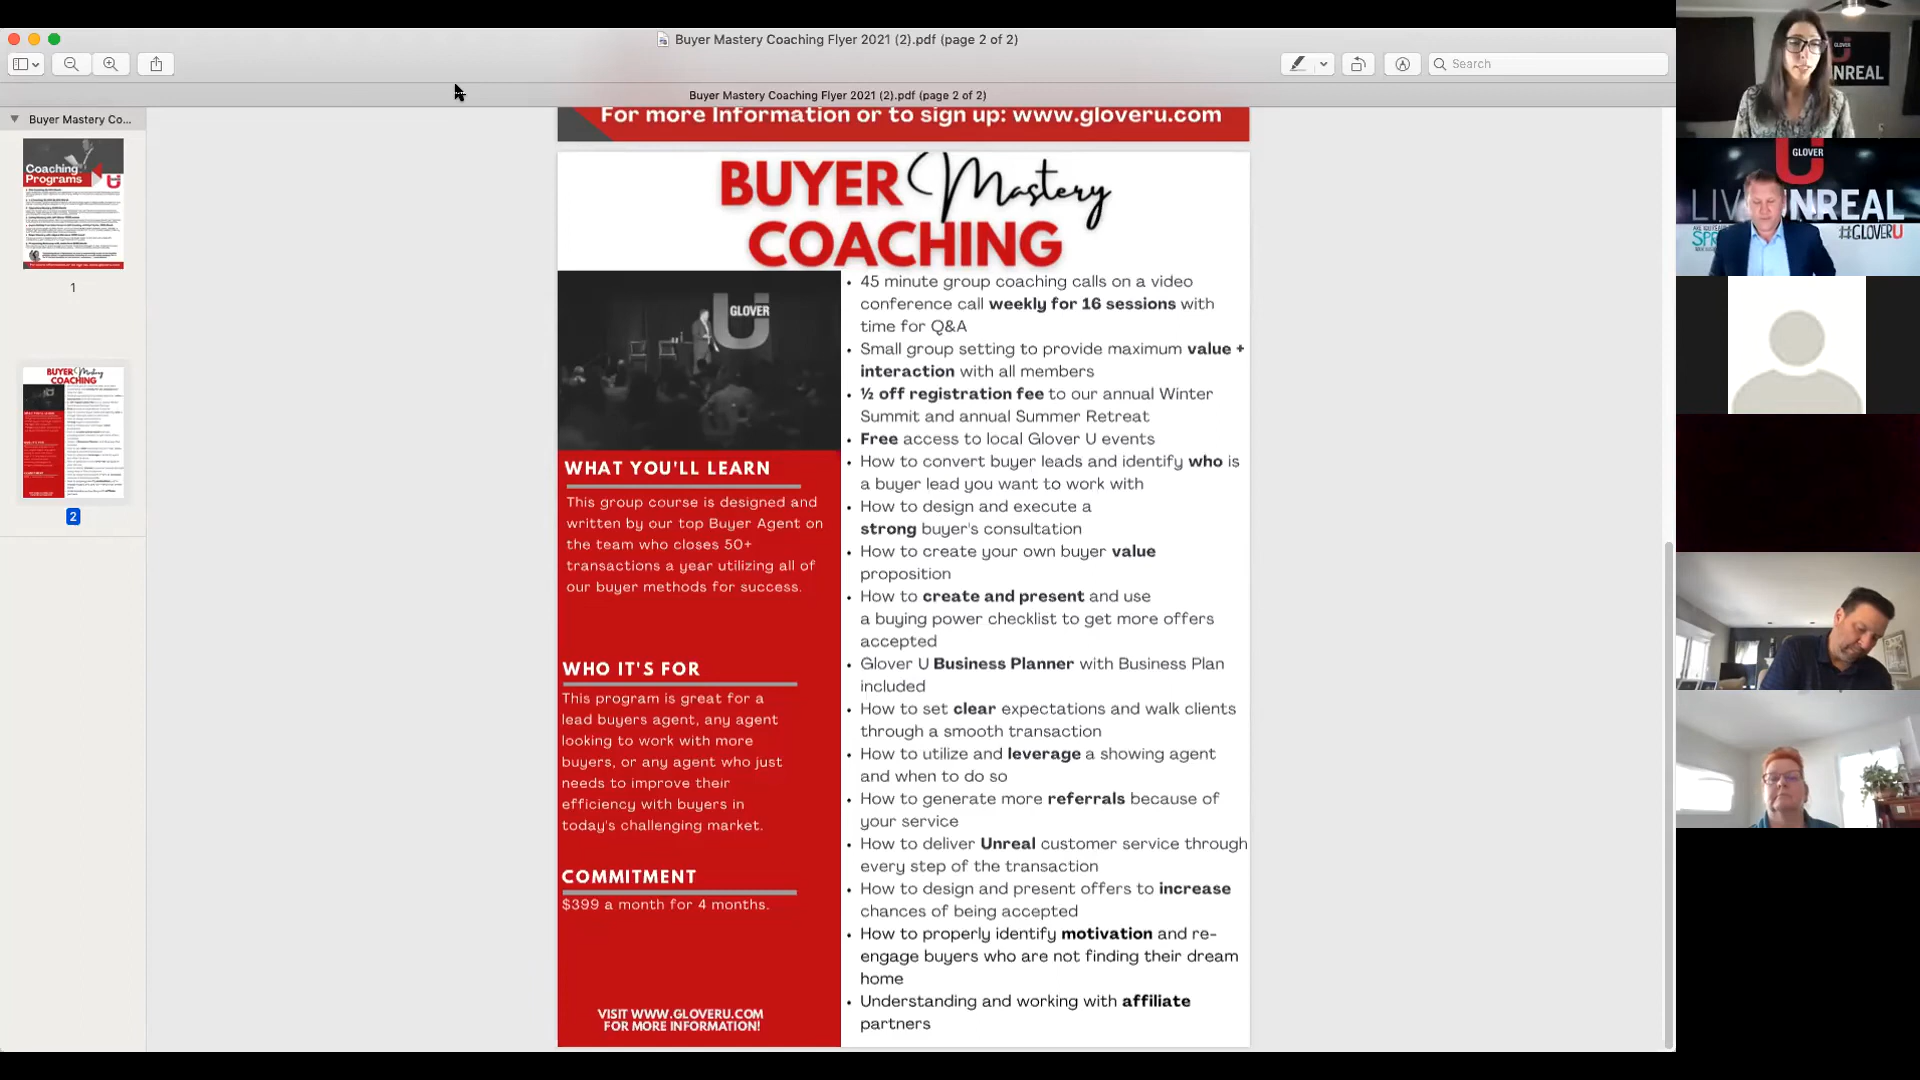 Buyer Mastery Coaching Flyer 2021 (2).pdf (page 2 of 2)
Search
Buyer Mastery Coaching Flyer 2021 (2).pdf (page 2 of 2)
Buyer Mastery Co...
Coaching
Programs
1
BUYER Mastery
COACHING
2
For more Information or to sign up: www.gloveru.com
BUYER Mastery
COACHING
GLOVER
U
WHAT YOU'LL LEARN
This group course is designed and
written by our top Buyer Agent on
the team who closes 50+
transactions a year utilizing all of
our buyer methods for success.
WHO IT'S FOR
This program is great for a
lead buyers agent, any agent
looking to work with more
buyers, or any agent who just
needs to improve their
efficiency with buyers in
today's challenging market.
COMMITMENT
$399 a month for 4 months.
VISIT WWW.GLOVERU.COM
FOR MORE INFORMATION!
• 45 minute group coaching calls on a video
conference call weekly for 16 sessions with
time for Q&A
• Small group setting to provide maximum value +
interaction with all members
• ½ off registration fee to our annual Winter
Summit and annual Summer Retreat
• Free access to local Glover U events
• How to convert buyer leads and identify who is
a buyer lead you want to work with
• How to design and execute a
strong buyer's consultation
• How to create your own buyer value
proposition
• How to create and present and use
a buying power checklist to get more offers
accepted
• Glover U Business Planner with Business Plan
included
• How to set clear expectations and walk clients
through a smooth transaction
• How to utilize and leverage a showing agent
and when to do so
• How to generate more referrals because of
your service
• How to deliver Unreal customer service through
every step of the transaction
• How to design and present offers to increase
chances of being accepted
• How to properly identify motivation and re-
engage buyers who are not finding their dream
home
• Understanding and working with affiliate
partners
GLOVER
NREAL
GLOVER
LIV NREAL
#GLOVERU